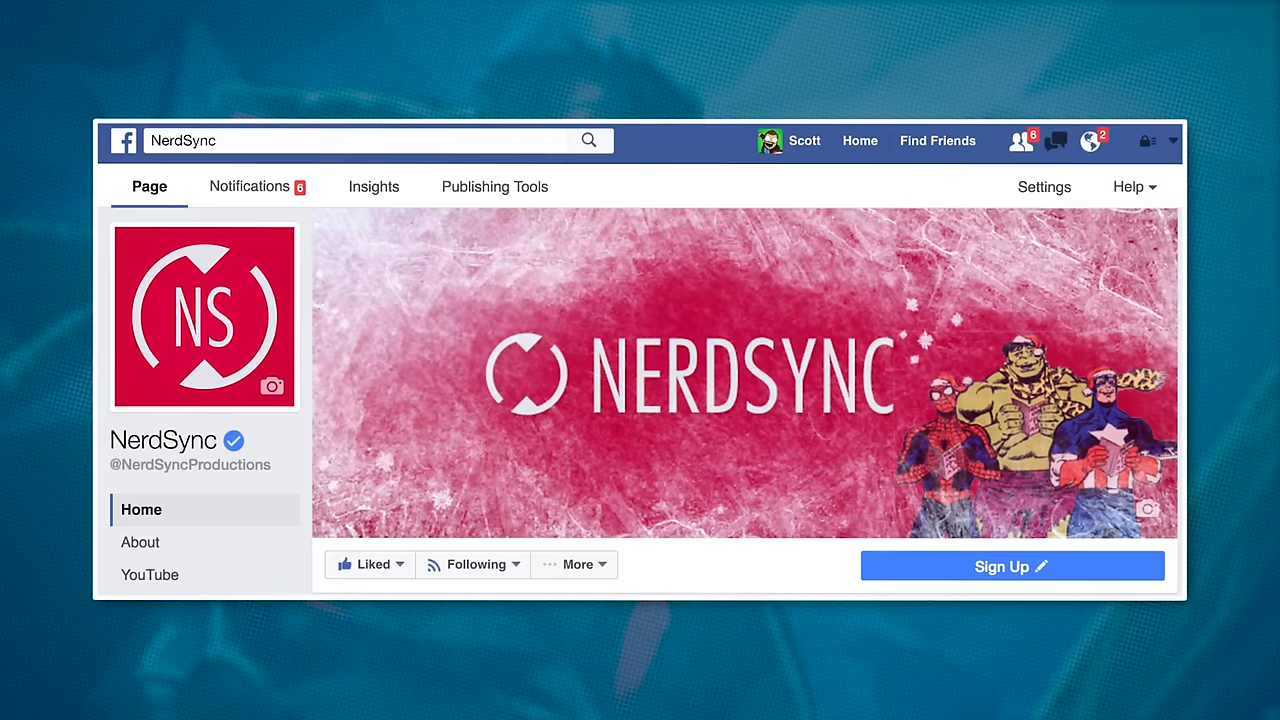 NerdSync
Scott Home Find Friends 6 2
Page Notifications 6 Insights Publishing Tools Settings Help
NS
NERDSYNC
NerdSync
@NerdSyncProductions
Home
About
YouTube
Liked Following More Sign Up